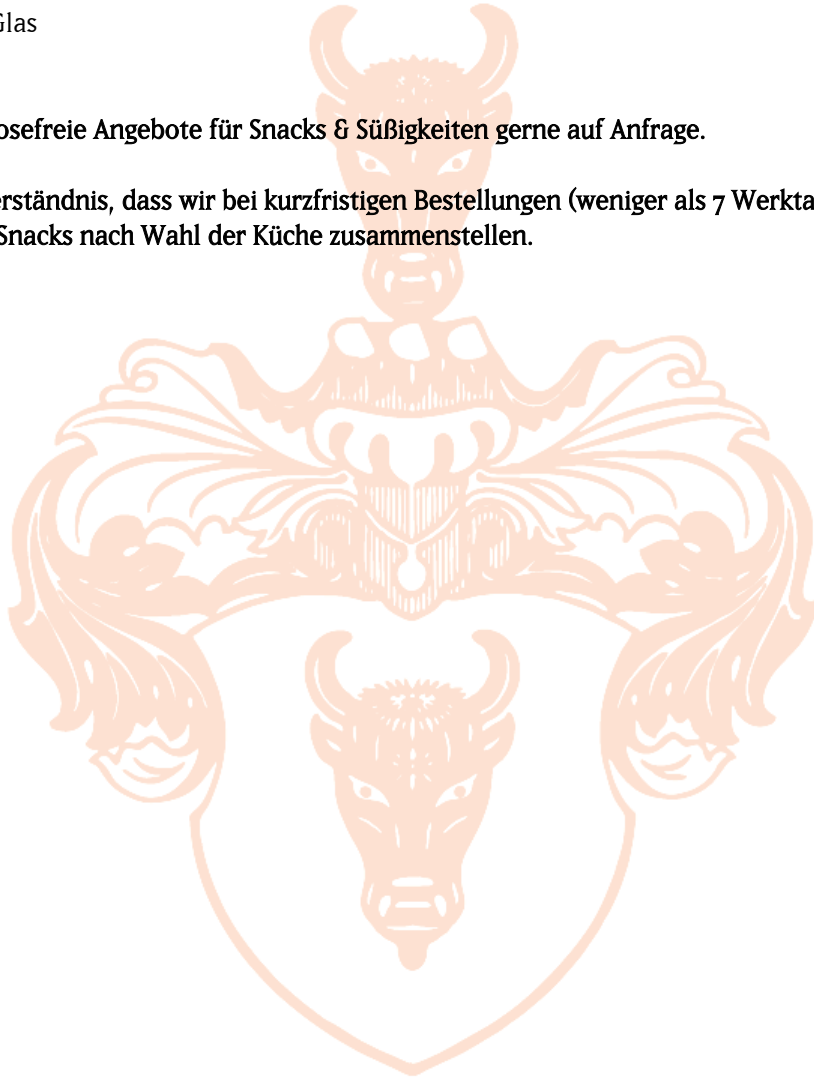 Glas
osefreie Angebote für Snacks & Süßigkeiten gerne auf Anfrage.
erständnis, dass wir bei kurzfristigen Bestellungen (weniger als 7 Werkta
Snacks nach Wahl der Küche zusammenstellen.